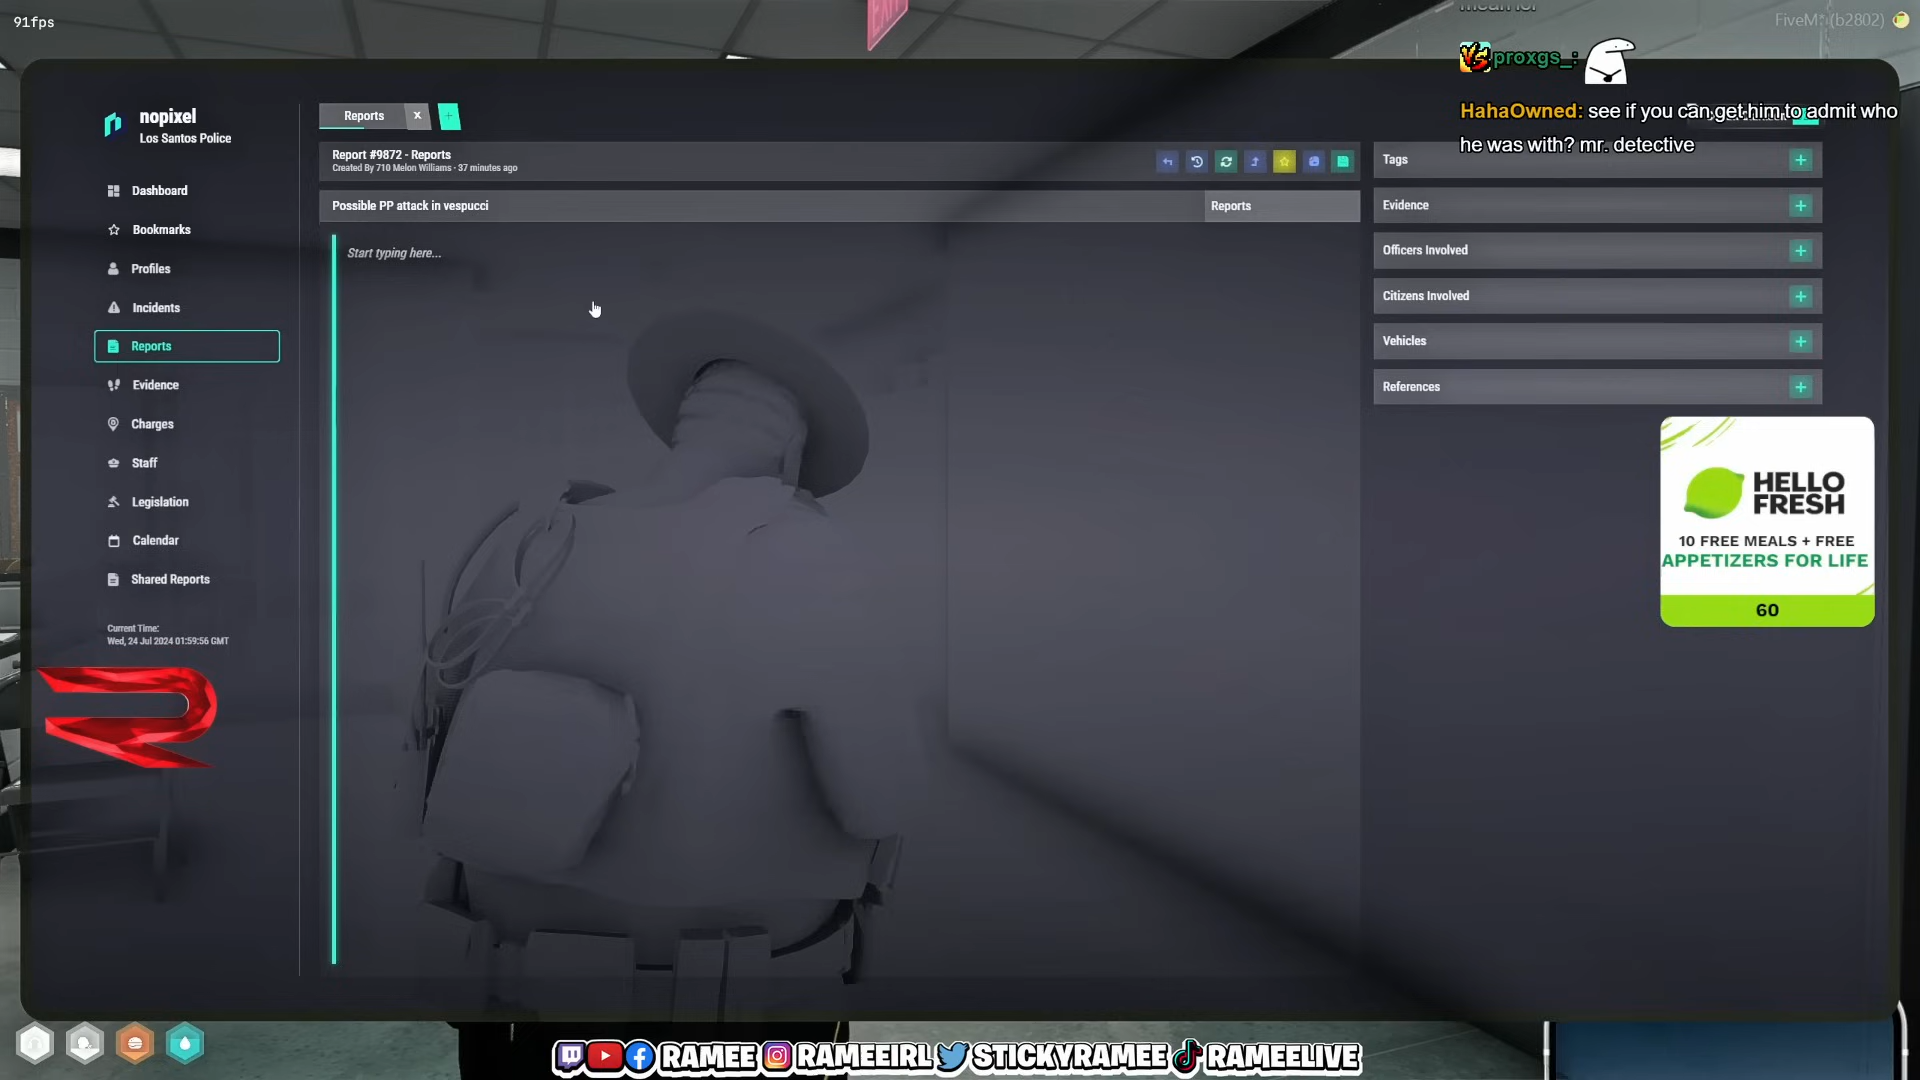 91fps
FiveM
(b2802)
EXIT
proxgs_:
HahaOwned: see if you can get him to admit who
he was with? mr. detective
nopixel
Los Santos Police
Dashboard
Bookmarks
Profiles
Incidents
Reports
Evidence
Charges
Staff
Legislation
Calendar
Shared Reports
Current Time:
Wed, 24 Jul 2024 01:59:56 GMT
Reports x +
Report #9872 - Reports
Created By 710 Melon Williams - 37 minutes ago
Possible PP attack in vespucci
Reports
Start typing here...
Tags
Evidence
Officers Involved
Citizens Involved
Vehicles
References
HELLO
FRESH
10 FREE MEALS + FREE
APPETIZERS FOR LIFE
60
RAMEE RAMEEIRL STICKYRAMEE RAMEELIVE